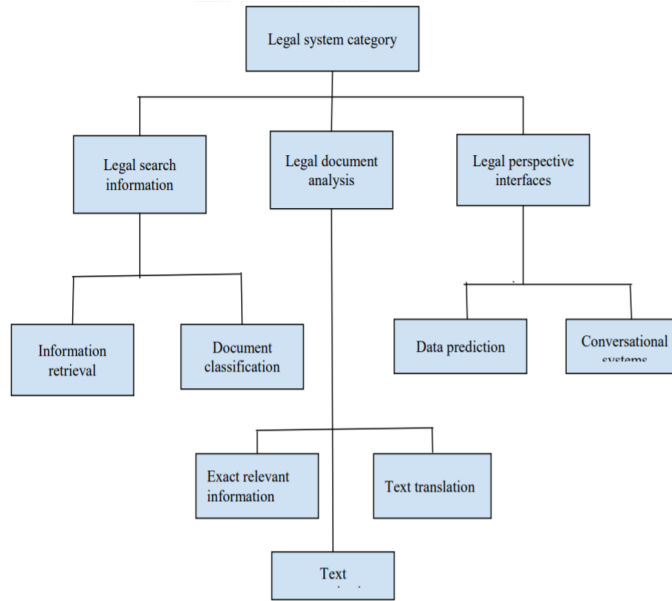 Legal system category
Legal search
information
Legal document
analysis
Legal perspective
interfaces
Information
retrieval
Document
classification
Data prediction
Conversational
systems
Exact relevant
information
Text translation
Text